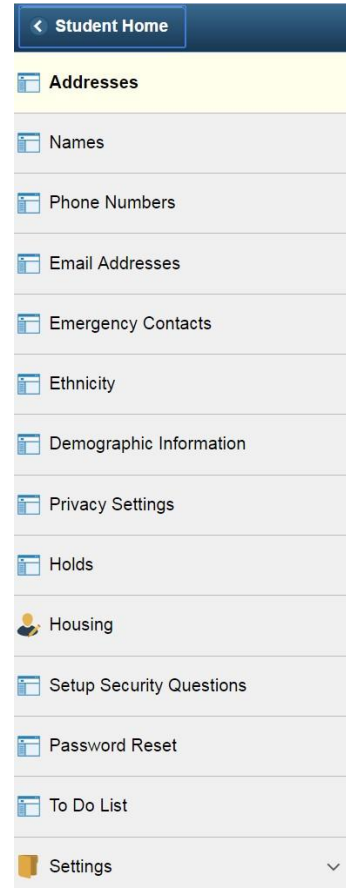 Student Home
Addresses
Names
Phone Numbers
Email Addresses
Emergency Contacts
Ethnicity
Demographic Information
Privacy Settings
Holds
Housing
Setup Security Questions
Password Reset
To Do List
Settings